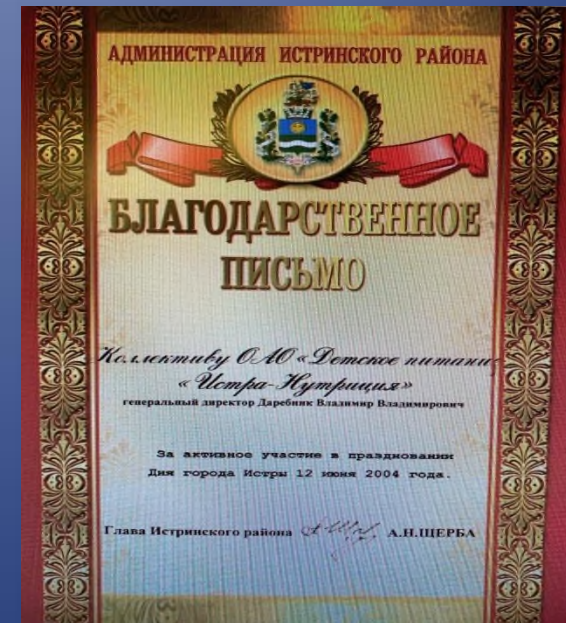 АДМИНИСТРАЦИЯ ИСТРИНСКОГО РАЙОНА
БЛАГОДАРСТВЕННОЕ
ПИСЬМО
Коллективу ОАО «Детское питание
«Истра-Нутриция»
генеральный директор Даребник Владимир Владимирович
За активное участие в праздновании
Дня города Истры 12 июня 2004 года.
Глава Истринского района А.Н.ЩЕРБА